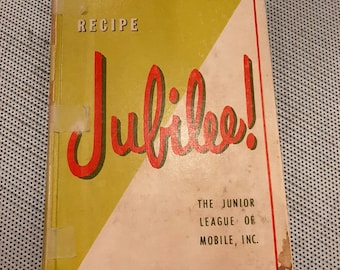 RECIPE
Jubilee!
THE JUNIOR
LEAGUE OF
MOBILE, INC.